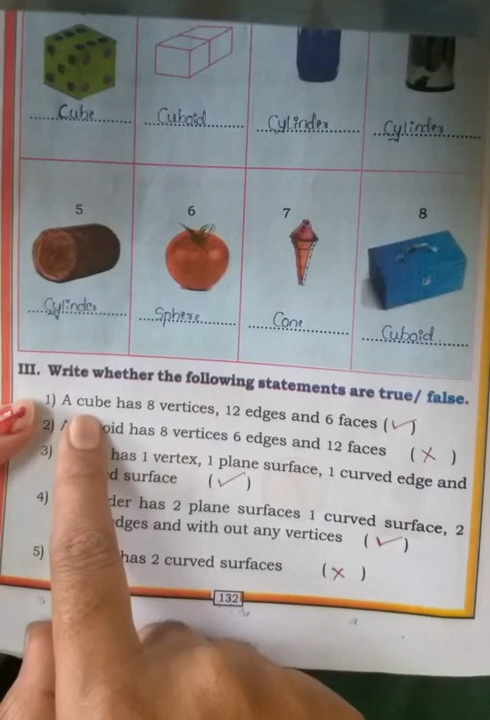 Cube Cuboid Cylinder Cylinder
5 6 7 8
Cylinder Sphere Cone Cuboid
III. Write whether the following statements are true/ false.
1) A cube has 8 vertices, 12 edges and 6 faces (✓)
2) oid has 8 vertices 6 edges and 12 faces (✗)
3) has 1 vertex, 1 plane surface, 1 curved edge and
d surface (✓)
4) der has 2 plane surfaces 1 curved surface, 2
dges and with out any vertices (✓)
5) has 2 curved surfaces (✗)
132